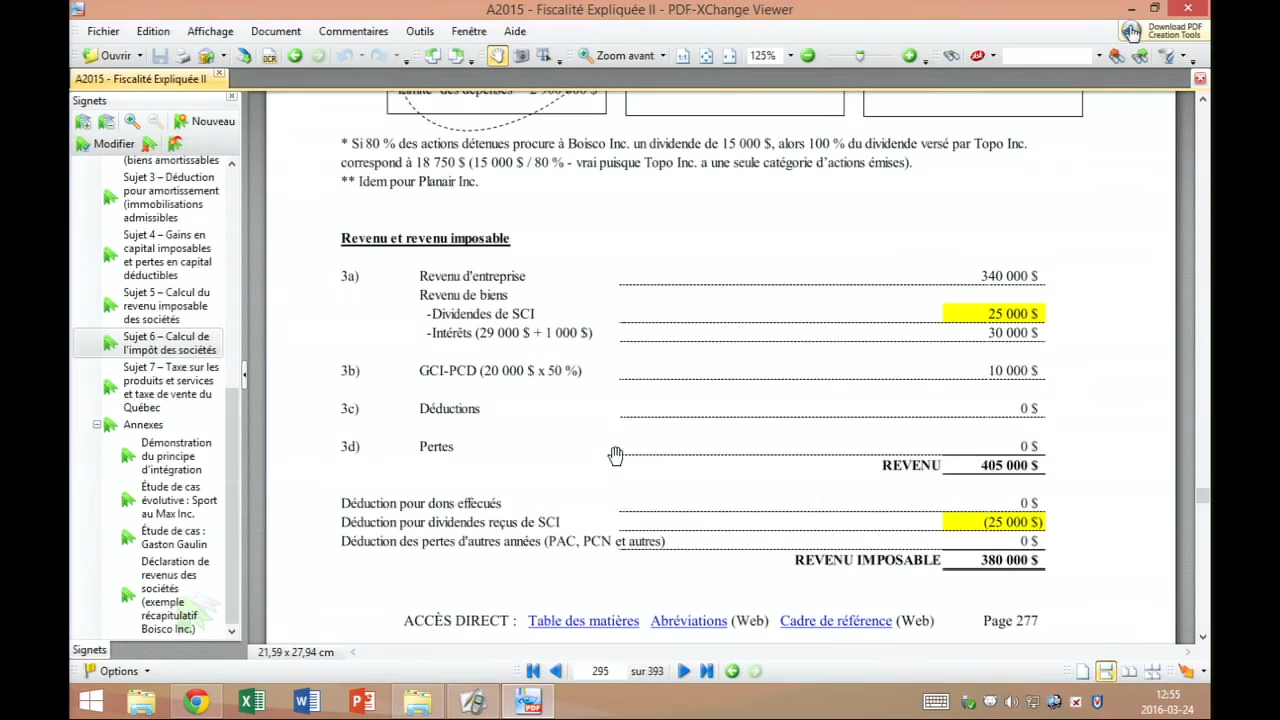 A2015 - Fiscalité Expliquée II - PDF-XChange Viewer
Fichier Edition Affichage Document Commentaires Outils Fenêtre Aide
Download PDF
Creation Tools
Ouvrir OCR Zoom avant 125%
A2015 - Fiscalité Expliquée II
Signets
Nouveau
Modifier
(biens amortissables
Sujet 3 – Déduction
pour amortissement
(immobilisations
admissibles
Sujet 4 – Gains en
capital imposables
et pertes en capital
déductibles
Sujet 5 – Calcul du
revenu imposable
des sociétés
Sujet 6 – Calcul de
l'impôt des sociétés
Sujet 7 – Taxe sur les
produits et services
et taxe de vente du
Québec
Annexes
Démonstration
du principe
d'intégration
Étude de cas
évolutive : Sport
au Max Inc.
Étude de cas :
Gaston Gaulin
Déclaration de
revenus des
sociétés
(exemple
récapitulatif
Boisco Inc.)
Signets
* Si 80 % des actions détenues procure à Boisco Inc. un dividende de 15 000 $, alors 100 % du dividende versé par Topo Inc.
correspond à 18 750 $ (15 000 $ / 80 % - vrai puisque Topo Inc. a une seule catégorie d'actions émises).
** Idem pour Planair Inc.
Revenu et revenu imposable
3a) Revenu d'entreprise 340 000 $
Revenu de biens
-Dividendes de SCI 25 000 $
-Intérêts (29 000 $ + 1 000 $) 30 000 $
3b) GCI-PCD (20 000 $ x 50 %) 10 000 $
3c) Déductions 0 $
3d) Pertes 0 $
REVENU 405 000 $
Déduction pour dons effecués 0 $
Déduction pour dividendes reçus de SCI (25 000 $)
Déduction des pertes d'autres années (PAC, PCN et autres) 0 $
REVENU IMPOSABLE 380 000 $
ACCÈS DIRECT : Table des matières Abréviations (Web) Cadre de référence (Web) Page 277
21,59 x 27,94 cm
Options 295 sur 393
12:55
2016-03-24